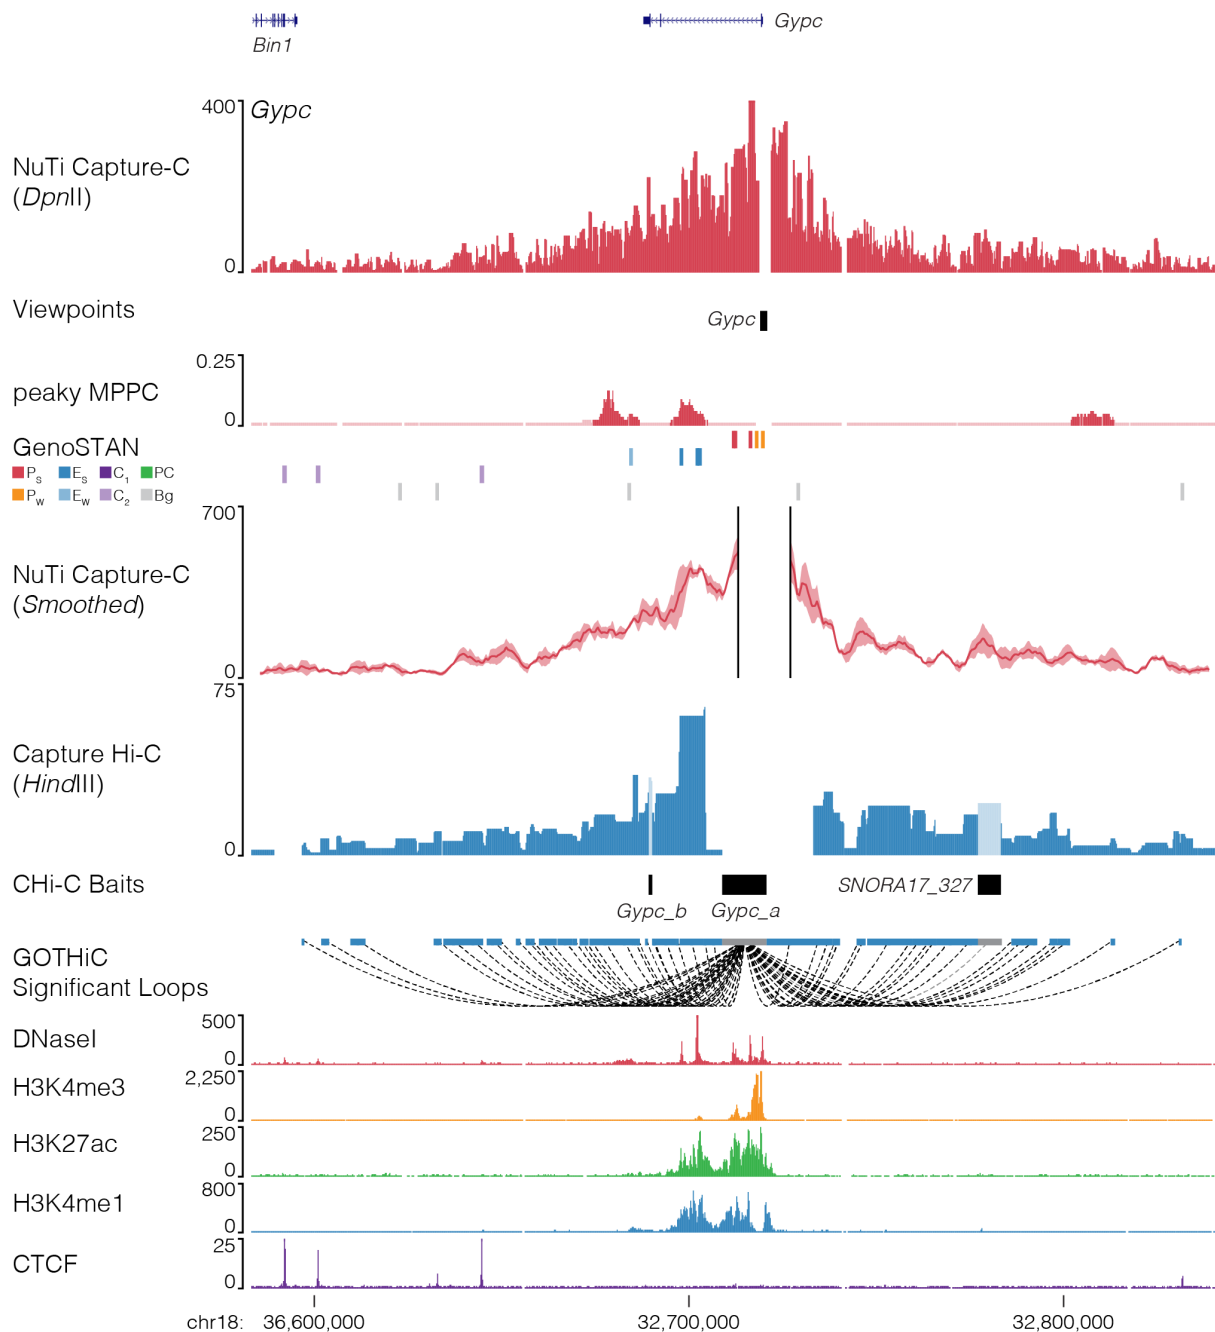 Bin1
Gypc
400
Gypc
NuTi Capture-C
(DpnII)
0
Viewpoints
Gypc
0.25
peaky MPPC
0
GenoSTAN
PS ES C1 PC
PW EW C2 Bg
700
NuTi Capture-C
(Smoothed)
0
75
Capture Hi-C
(HindIII)
0
CHi-C Baits
SNORA17_327
Gypc_b Gypc_a
GOTHiC
Significant Loops
500
DNaseI
0
2,250
H3K4me3
0
250
H3K27ac
0
800
H3K4me1
0
25
CTCF
0
chr18: 36,600,000 32,700,000 32,800,000